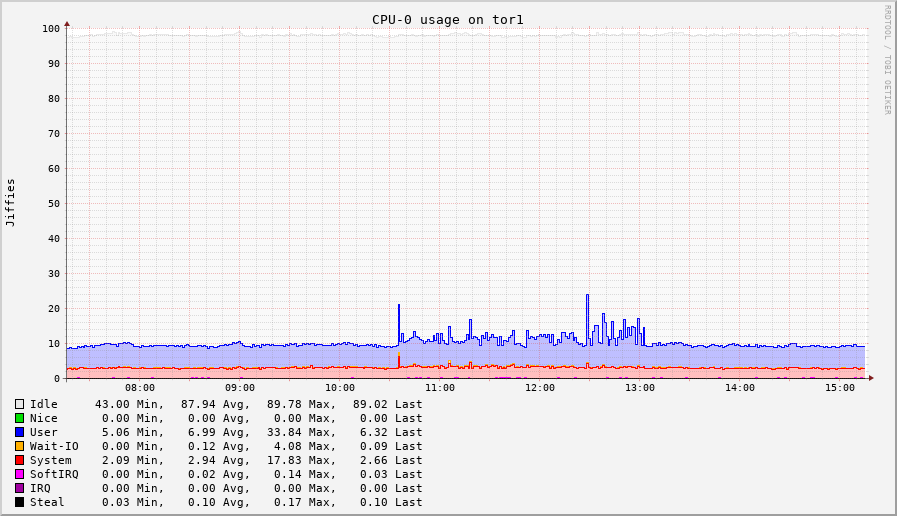 CPU-0 usage on tor1
RRDTOOL / TOBI OETIKER
Jiffies
100
90
80
70
60
50
40
30
20
10
0
08:00 09:00 10:00 11:00 12:00 13:00 14:00 15:00
Idle 43.00 Min, 87.94 Avg, 89.78 Max, 89.02 Last
Nice 0.00 Min, 0.00 Avg, 0.00 Max, 0.00 Last
User 5.06 Min, 6.99 Avg, 33.84 Max, 6.32 Last
Wait-IO 0.00 Min, 0.12 Avg, 4.08 Max, 0.09 Last
System 2.09 Min, 2.94 Avg, 17.83 Max, 2.66 Last
SoftIRQ 0.00 Min, 0.02 Avg, 0.14 Max, 0.03 Last
IRQ 0.00 Min, 0.00 Avg, 0.00 Max, 0.00 Last
Steal 0.03 Min, 0.10 Avg, 0.17 Max, 0.10 Last